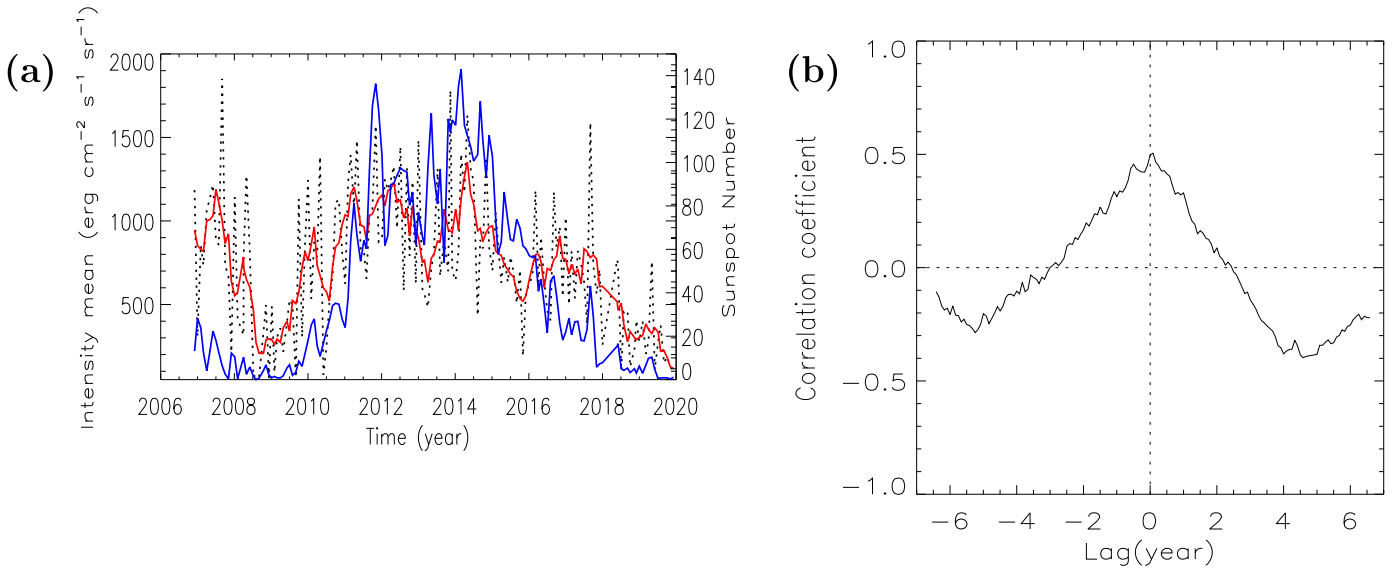 (a)
Intensity mean (erg cm−2 s−1 sr−1)
2000
1500
1000
500
140
120
100
80
60
40
20
0
Sunspot Number
2006 2008 2010 2012 2014 2016 2018 2020
Time (year)
(b)
Correlation coefficient
1.0
0.5
0.0
−0.5
−1.0
−6 −4 −2 0 2 4 6
Lag(year)